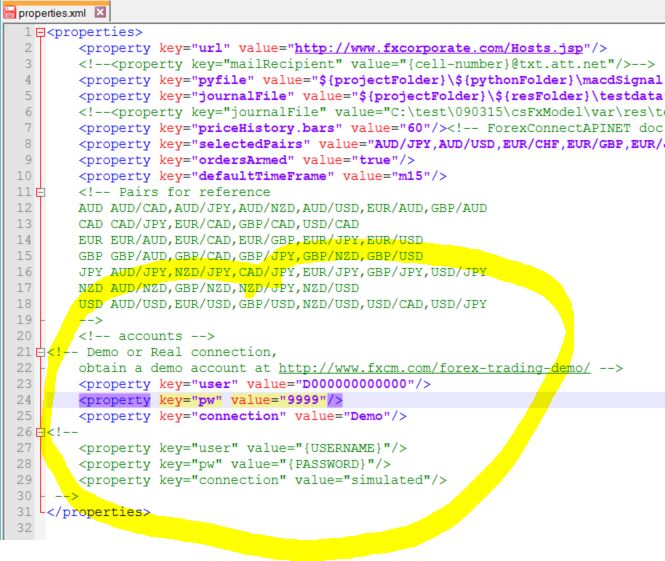 properties.xml
1 <properties>
2 <property key="url" value="http://www.fxcorporate.com/Hosts.jsp"/>
3 <!--<property key="mailRecipient" value="{cell-number}@txt.att.net"/>-->
4 <property key="pyfile" value="${projectFolder}\${pythonFolder}\macdSignal
5 <property key="journalFile" value="${projectFolder}\${resFolder}\testdata
6 <!--<property key="journalFile" value="C:\test\090315\csFxModel\var\res\te
7 <property key="priceHistory.bars" value="60"/><!-- ForexConnectAPINET doc
8 <property key="selectedPairs" value="AUD/JPY,AUD/USD,EUR/CHF,EUR/GBP,EUR/
9 <property key="ordersArmed" value="true"/>
10 <property key="defaultTimeFrame" value="m15"/>
11 <!-- Pairs for reference
12 AUD AUD/CAD,AUD/JPY,AUD/NZD,AUD/USD,EUR/AUD,GBP/AUD
13 CAD CAD/JPY,EUR/CAD,GBP/CAD,USD/CAD
14 EUR EUR/AUD,EUR/CAD,EUR/GBP,EUR/JPY,EUR/USD
15 GBP GBP/AUD,GBP/CAD,GBP/JPY,GBP/NZD,GBP/USD
16 JPY AUD/JPY,NZD/JPY,CAD/JPY,EUR/JPY,GBP/JPY,USD/JPY
17 NZD AUD/NZD,GBP/NZD,NZD/JPY,NZD/USD
18 USD AUD/USD,EUR/USD,GBP/USD,NZD/USD,USD/CAD,USD/JPY
19 -->
20 <!-- accounts -->
21 <!-- Demo or Real connection,
22 obtain a demo account at http://www.fxcm.com/forex-trading-demo/ -->
23 <property key="user" value="D000000000000"/>
24 <property key="pw" value="9999"/>
25 <property key="connection" value="Demo"/>
26 <!--
27 <property key="user" value="{USERNAME}"/>
28 <property key="pw" value="{PASSWORD}"/>
29 <property key="connection" value="simulated"/>
30 -->
31 </properties>
32